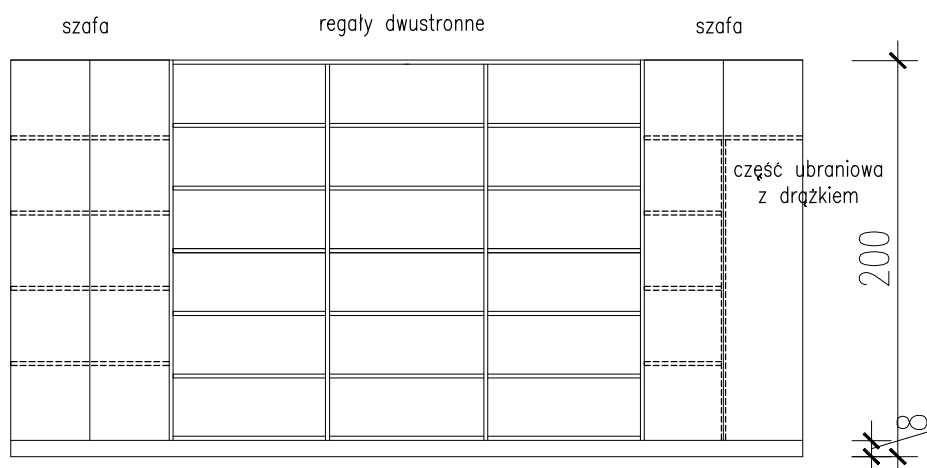 szafa
regały dwustronne
szafa
część ubraniowa
z drążkiem
200
8